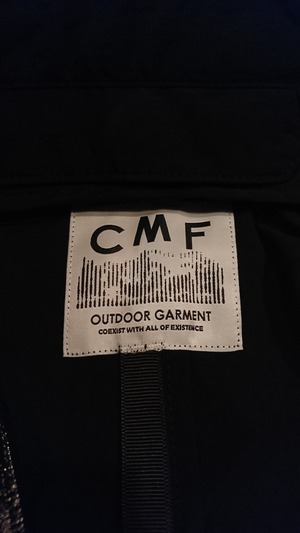 CMF
OUTDOOR GARMENT
COEXIST WITH ALL OF EXISTENCE